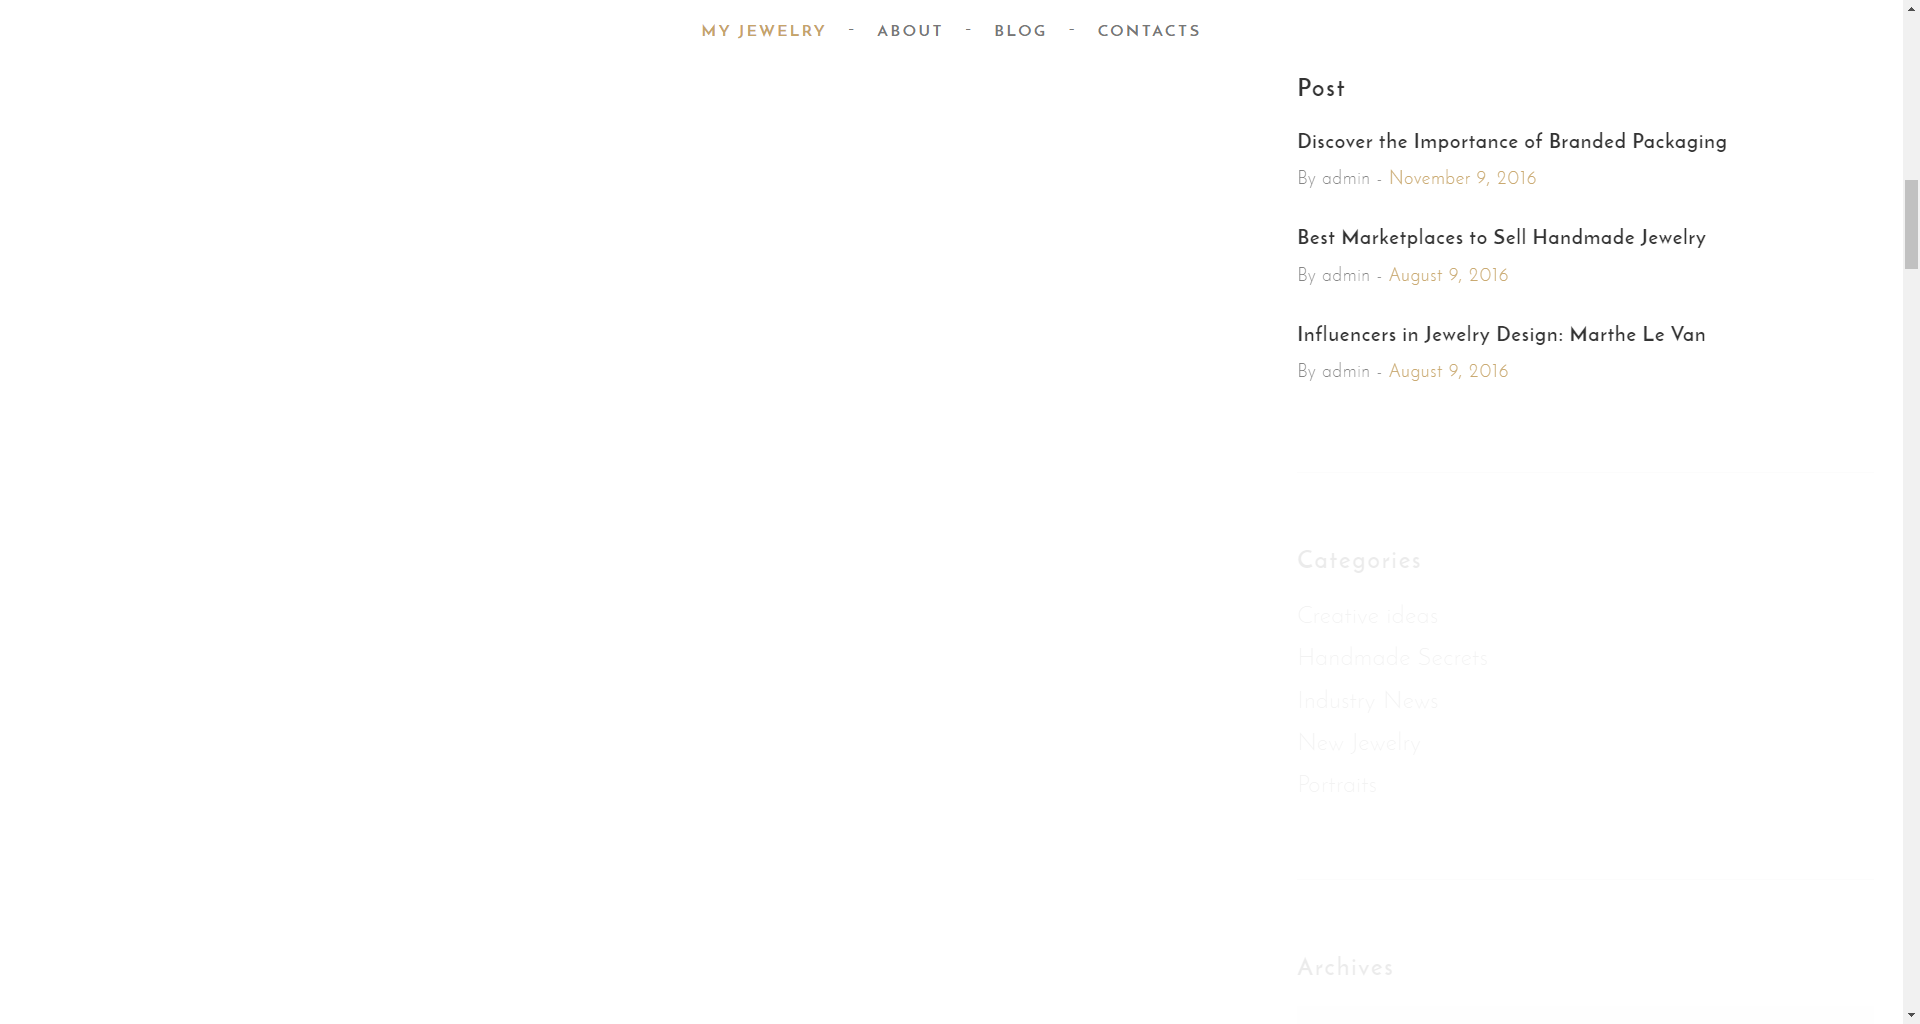 MY JEWELRY - ABOUT - BLOG - CONTACTS
Post
Discover the Importance of Branded Packaging
By admin - November 9, 2016
Best Marketplaces to Sell Handmade Jewelry
By admin - August 9, 2016
Influencers in Jewelry Design: Marthe Le Van
By admin - August 9, 2016
Categories
Creative ideas
Handmade Secrets
Industry News
New Jewelry
Portraits
Archives